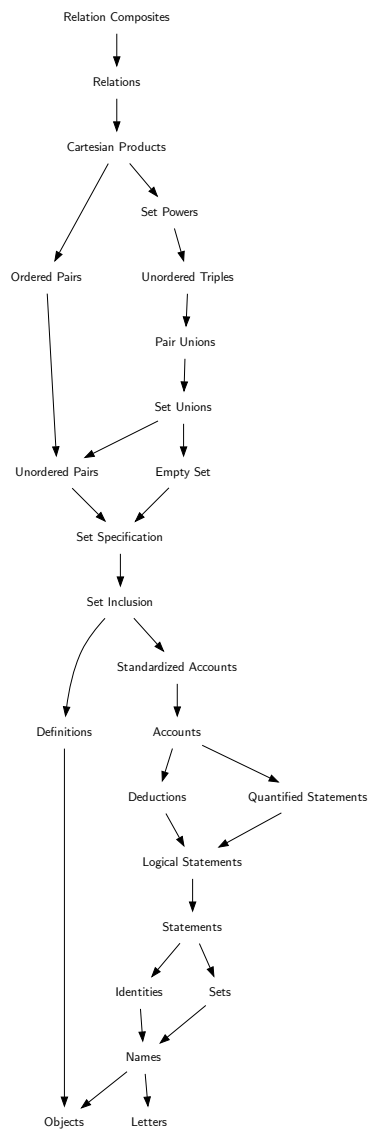 Relation Composites
Relations
Cartesian Products
Set Powers
Ordered Pairs
Unordered Triples
Pair Unions
Set Unions
Unordered Pairs
Empty Set
Set Specification
Set Inclusion
Standardized Accounts
Definitions
Accounts
Deductions
Quantified Statements
Logical Statements
Statements
Identities
Sets
Names
Objects
Letters